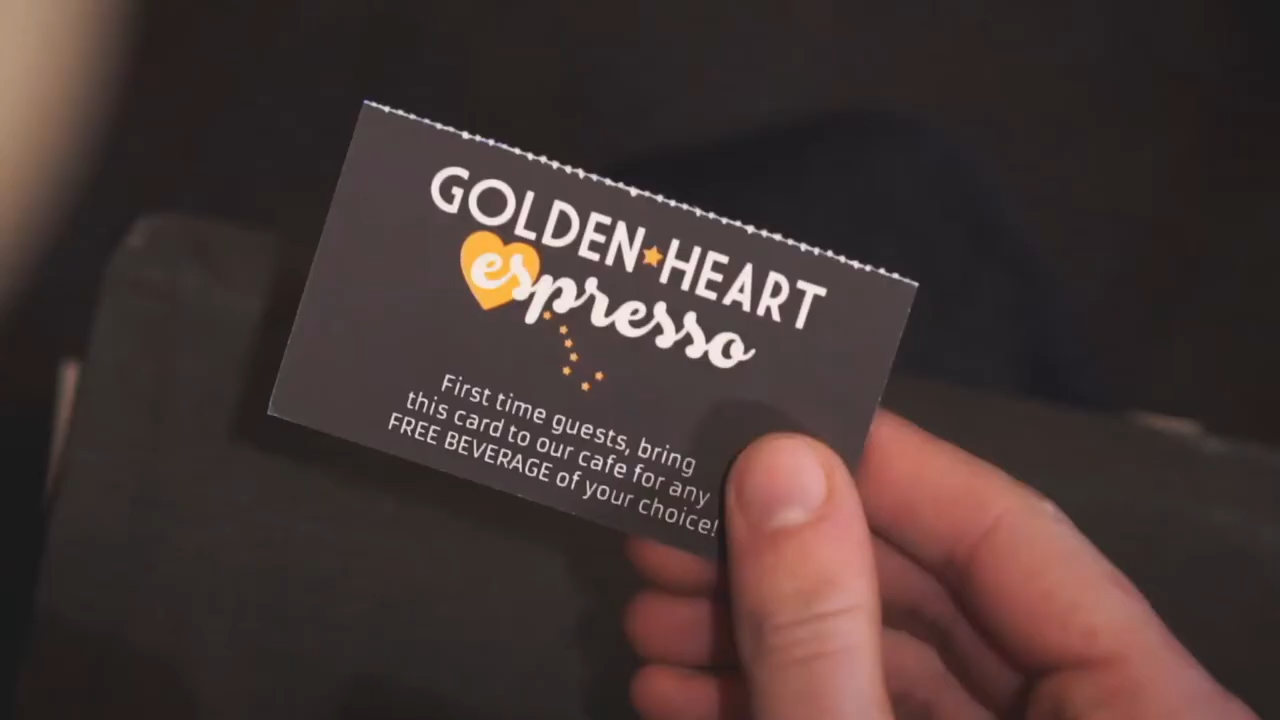 GOLDEN★HEART
espresso
First time guests, bring
this card to our cafe for any
FREE BEVERAGE of your choice!